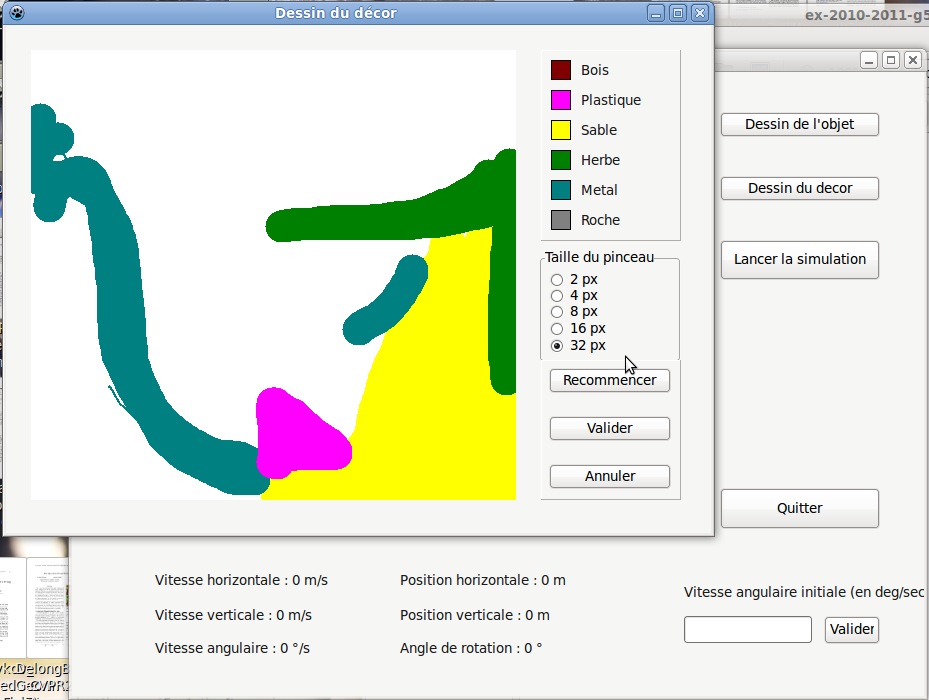 Dessin du décor
ex-2010-2011-g5
Bois
Plastique
Sable
Herbe
Metal
Roche
Taille du pinceau
2 px
4 px
8 px
16 px
32 px
Recommencer
Valider
Annuler
Dessin de l'objet
Dessin du decor
Lancer la simulation
Quitter
Vitesse horizontale : 0 m/s
Position horizontale : 0 m
Vitesse angulaire initiale (en deg/sec
Vitesse verticale : 0 m/s
Position verticale : 0 m
Valider
Vitesse angulaire : 0 °/s
Angle de rotation : 0 °